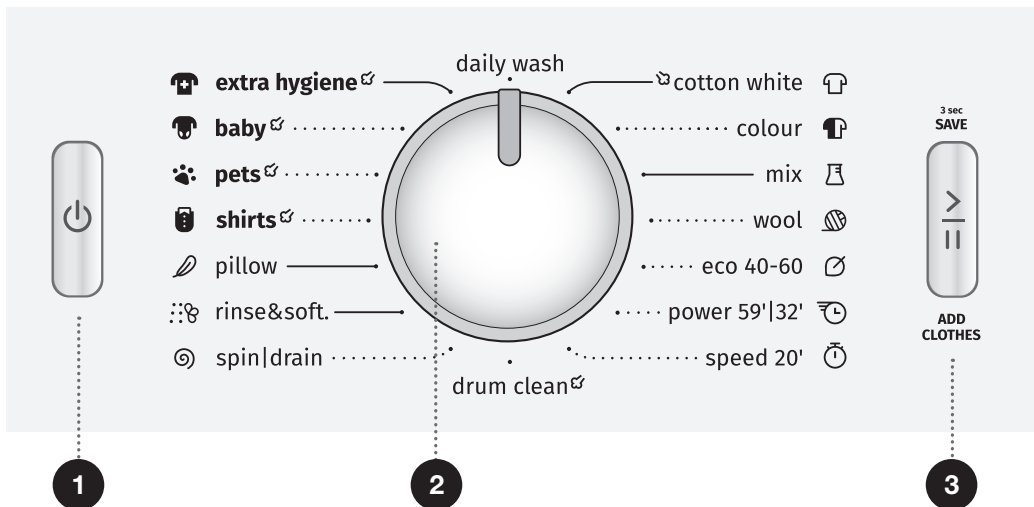 daily wash
extra hygiene
baby
pets
shirts
pillow
rinse&soft.
spin|drain
drum clean
cotton white
colour
mix
wool
eco 40-60
power 59'|32'
speed 20'
3 sec
SAVE
ADD
CLOTHES
1
2
3